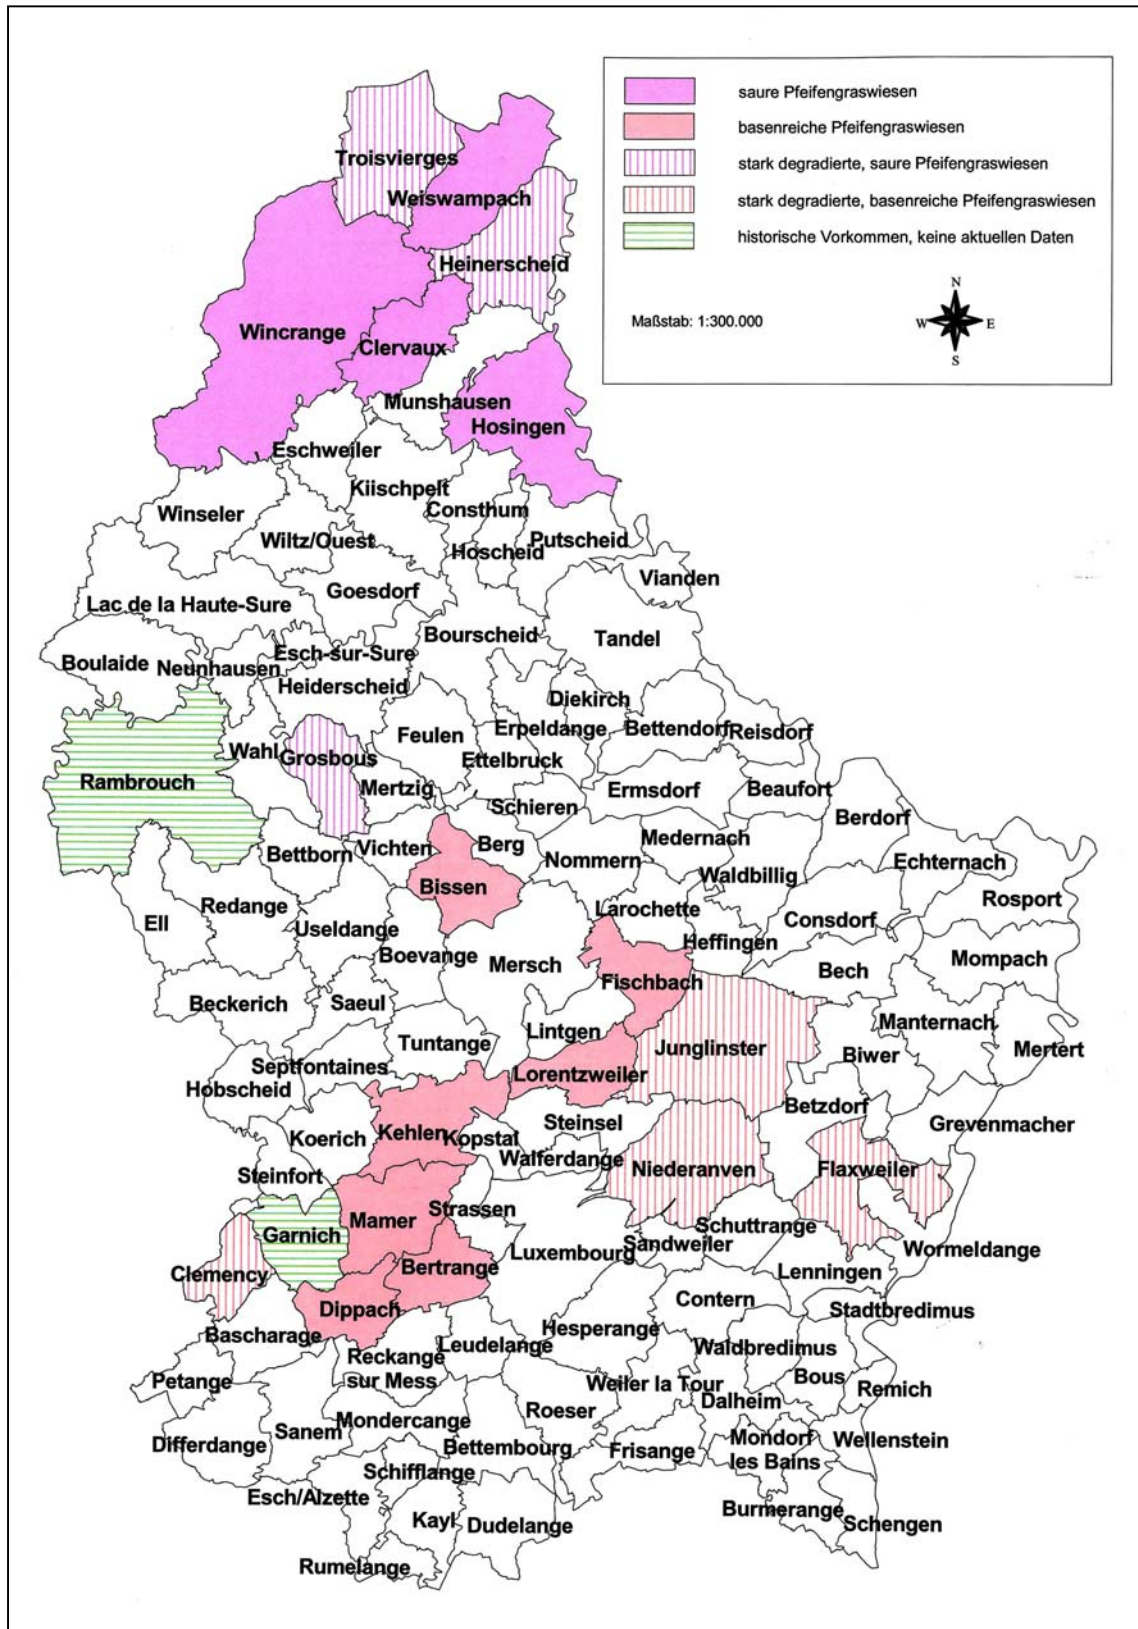 saure Pfeifengraswiesen
basenreiche Pfeifengraswiesen
stark degradierte, saure Pfeifengraswiesen
stark degradierte, basenreiche Pfeifengraswiesen
historische Vorkommen, keine aktuellen Daten
Maßstab: 1:300.000
N
W E
S
Troisvierges
Weiswampach
Heinerscheid
Wincrange
Clervaux
Munshausen
Hosingen
Eschweiler
Kiischpelt
Winseler
Consthum
Wiltz/Ouest
Hoscheid
Putscheid
Vianden
Goesdorf
Lac de la Haute-Sure
Bourscheid
Tandel
Esch-sur-Sure
Boulaide
Neunhausen
Heiderscheid
Diekirch
Erpeldange
Bettendorf
Reisdorf
Feulen
Wahl
Grosbous
Ettelbruck
Rambrouch
Mertzig
Ermsdorf
Beaufort
Schieren
Berdorf
Medernach
Vichten
Berg
Bettborn
Nommern
Echternach
Waldbillig
Bissen
Rosport
Redange
Larochette
Ell
Consdorf
Useldange
Heffingen
Boevange
Mersch
Bech
Mompach
Fischbach
Beckerich
Saeul
Manternach
Lintgen
Tuntange
Junglinster
Biwer
Mertert
Septfontaines
Lorentzweiler
Hobscheid
Betzdorf
Steinsel
Grevenmacher
Koerich
Kehlen
Kopstal
Walferdange
Niederanven
Flaxweiler
Steinfort
Strassen
Mamer
Schuttrange
Garnich
Luxembourg
Sandweiler
Wormeldange
Clemency
Bertrange
Lenningen
Contern
Dippach
Stadtbredimus
Bascharage
Hesperange
Leudelange
Waldbredimus
Reckange
sur Mess
Petange
Weiler la Tour
Bous
Remich
Dalheim
Roeser
Mondercange
Sanem
Differdange
Bettembourg
Frisange
Mondorf
les Bains
Wellenstein
Schifflange
Esch/Alzette
Burmerange
Kayl
Dudelange
Schengen
Rumelange